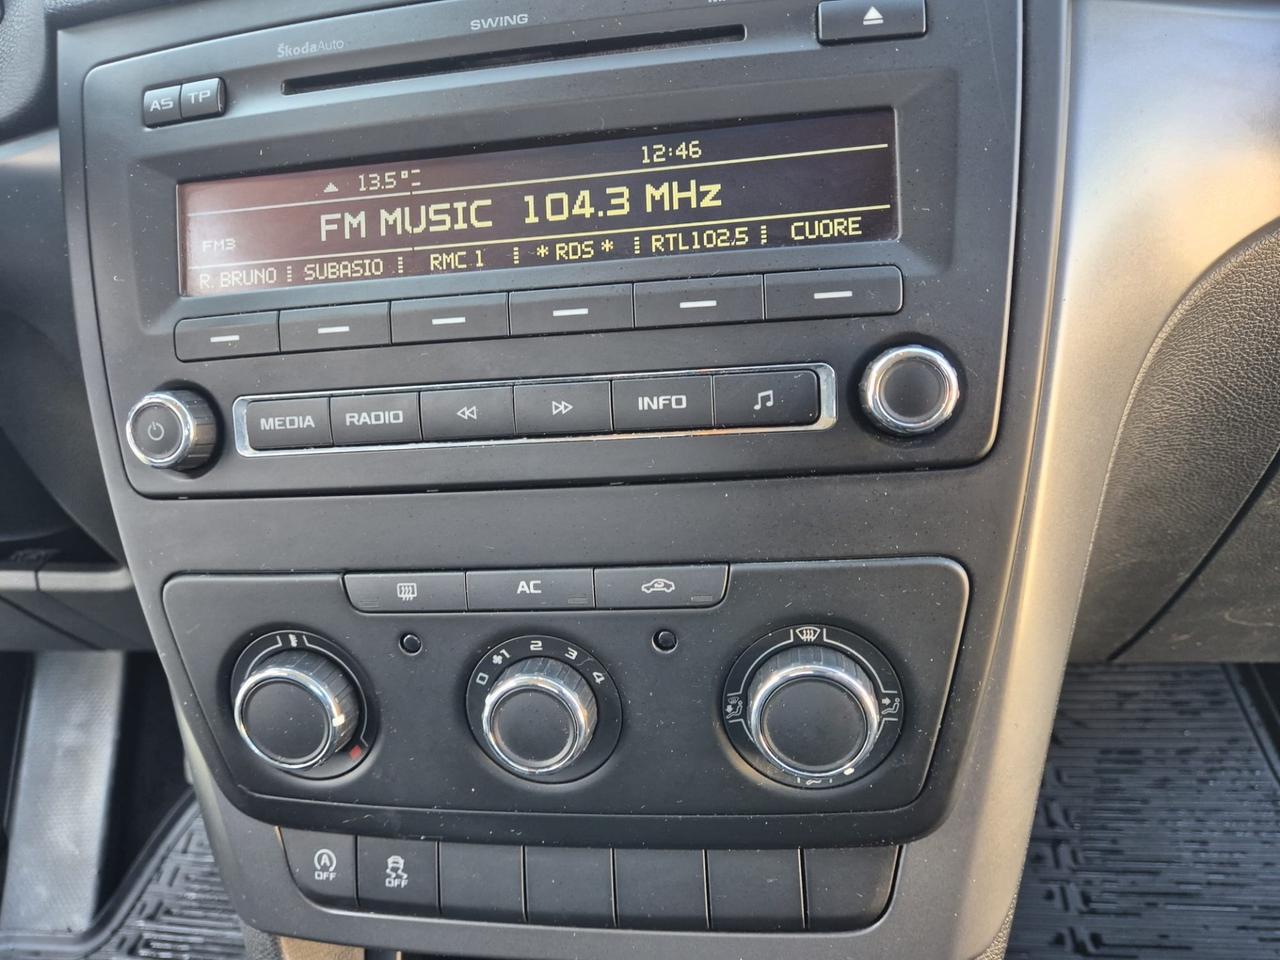 SWING
ŠkodaAuto
AS TP
12:46
13.5°
FM MUSIC 104.3 MHz
FM3
R. BRUNO SUBASIO RMC 1 * RDS * RTL102.5 CUORE
MEDIA RADIO INFO
AC
0 1 2 3 4
A OFF
OFF